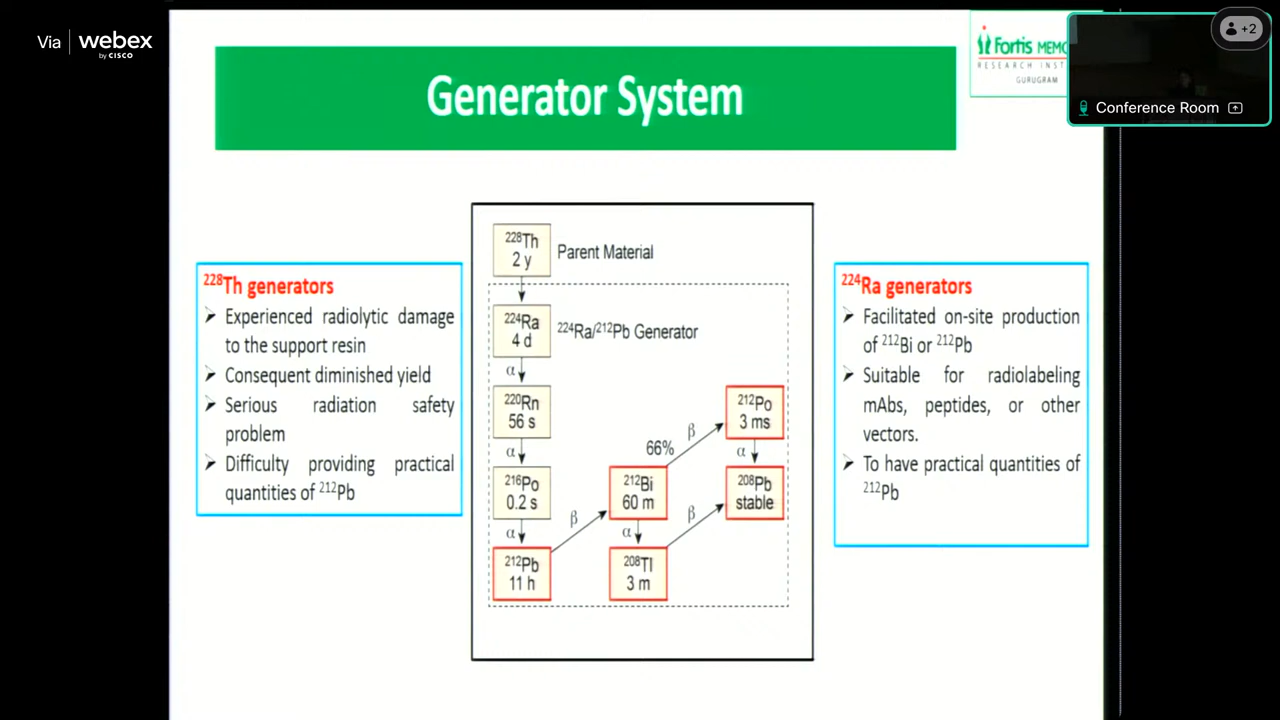 Via webex
by CISCO
Generator System
Fortis
RESEARCH
GURUGRAM
+2
Conference Room
²²⁸Th generators
➢ Experienced radiolytic damage
to the support resin
➢ Consequent diminished yield
➢ Serious radiation safety
problem
➢ Difficulty providing practical
quantities of ²¹²Pb
²²⁸Th
2 y
Parent Material
²²⁴Ra
4 d
²²⁴Ra/²¹²Pb Generator
α
²²⁰Rn
56 s
α
²¹⁶Po
0.2 s
α
²¹²Pb
11 h
β
²¹²Bi
60 m
α
²⁰⁸Tl
3 m
66%
β
β
²¹²Po
3 ms
α
²⁰⁸Pb
stable
²²⁴Ra generators
➢ Facilitated on-site production
of ²¹²Bi or ²¹²Pb
➢ Suitable for radiolabeling
mAbs, peptides, or other
vectors.
➢ To have practical quantities of
²¹²Pb